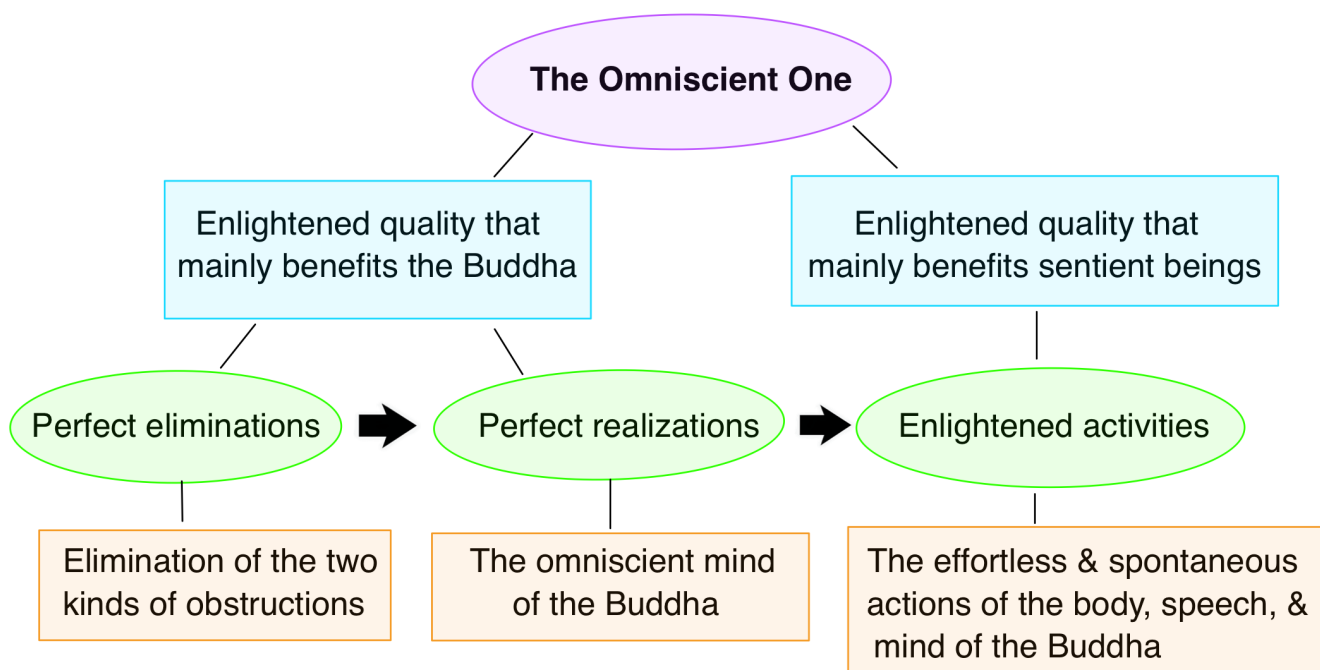 The Omniscient One
Enlightened quality that
mainly benefits the Buddha
Enlightened quality that
mainly benefits sentient beings
Perfect eliminations
Perfect realizations
Enlightened activities
Elimination of the two
kinds of obstructions
The omniscient mind
of the Buddha
The effortless & spontaneous
actions of the body, speech, &
mind of the Buddha